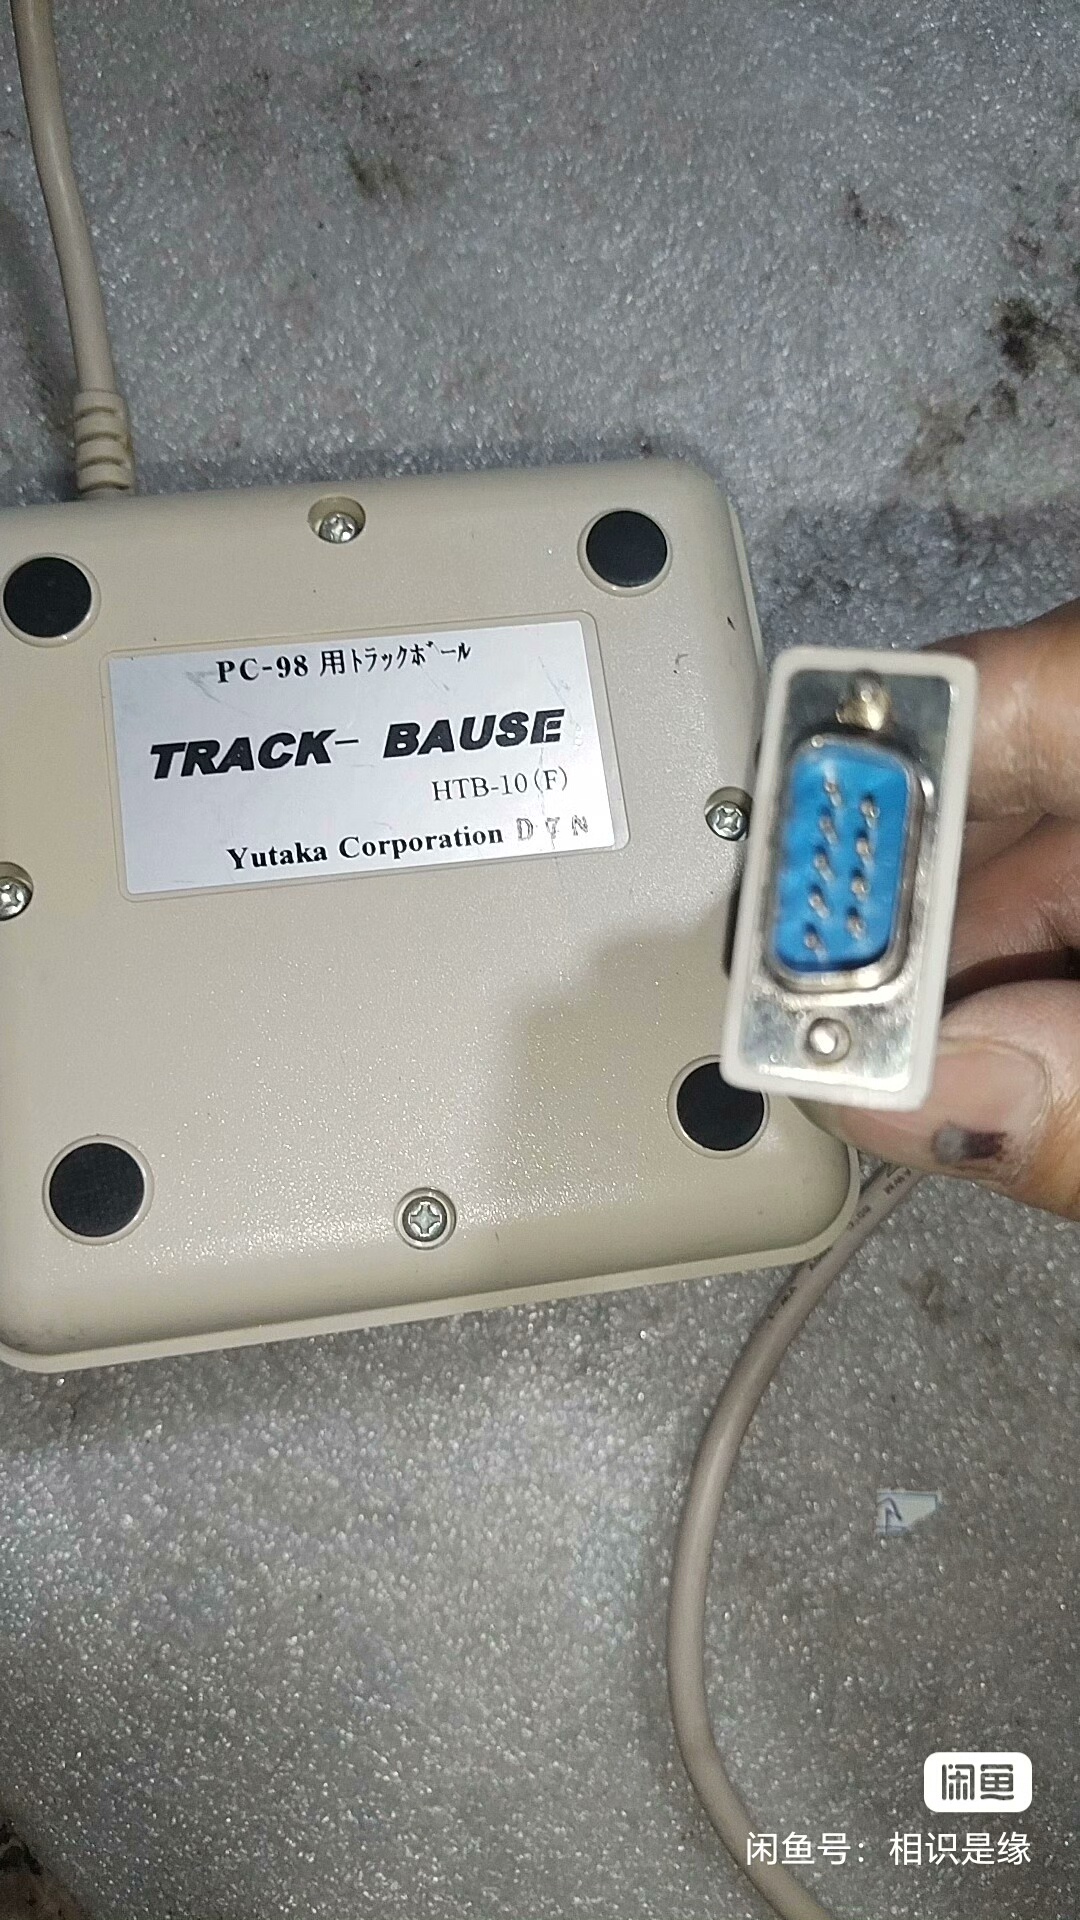 PC-98 用ﾄﾗｯｸﾎﾞｰﾙ
TRACK- BAUSE
HTB-10(F)
Yutaka Corporation D 7 N
闲鱼
闲鱼号：相识是缘